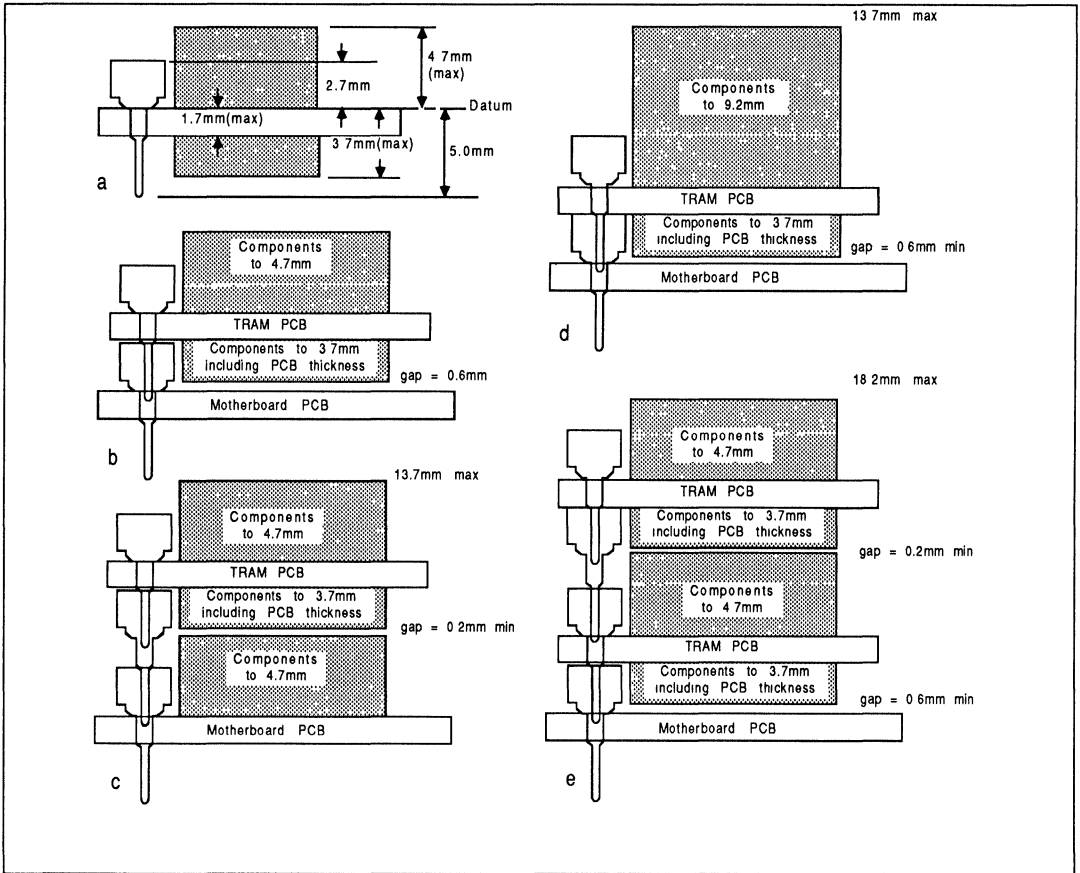 4 7mm
(max)
2.7mm
Datum
1.7mm(max)
3 7mm(max)
5.0mm
a
Components
to 4.7mm
TRAM PCB
Components to 3 7mm
including PCB thickness
gap = 0.6mm
Motherboard PCB
b
13.7mm max
Components
to 4.7mm
TRAM PCB
Components to 3.7mm
including PCB thickness
gap = 0 2mm min
Components
to 4.7mm
Motherboard PCB
c
13 7mm max
Components
to 9.2mm
TRAM PCB
Components to 3 7mm
including PCB thickness
gap = 0 6mm min
Motherboard PCB
d
18 2mm max
Components
to 4.7mm
TRAM PCB
Components to 3.7mm
including PCB thickness
gap = 0.2mm min
Components
to 4 7mm
TRAM PCB
Components to 3.7mm
including PCB thickness
gap = 0 6mm min
Motherboard PCB
e